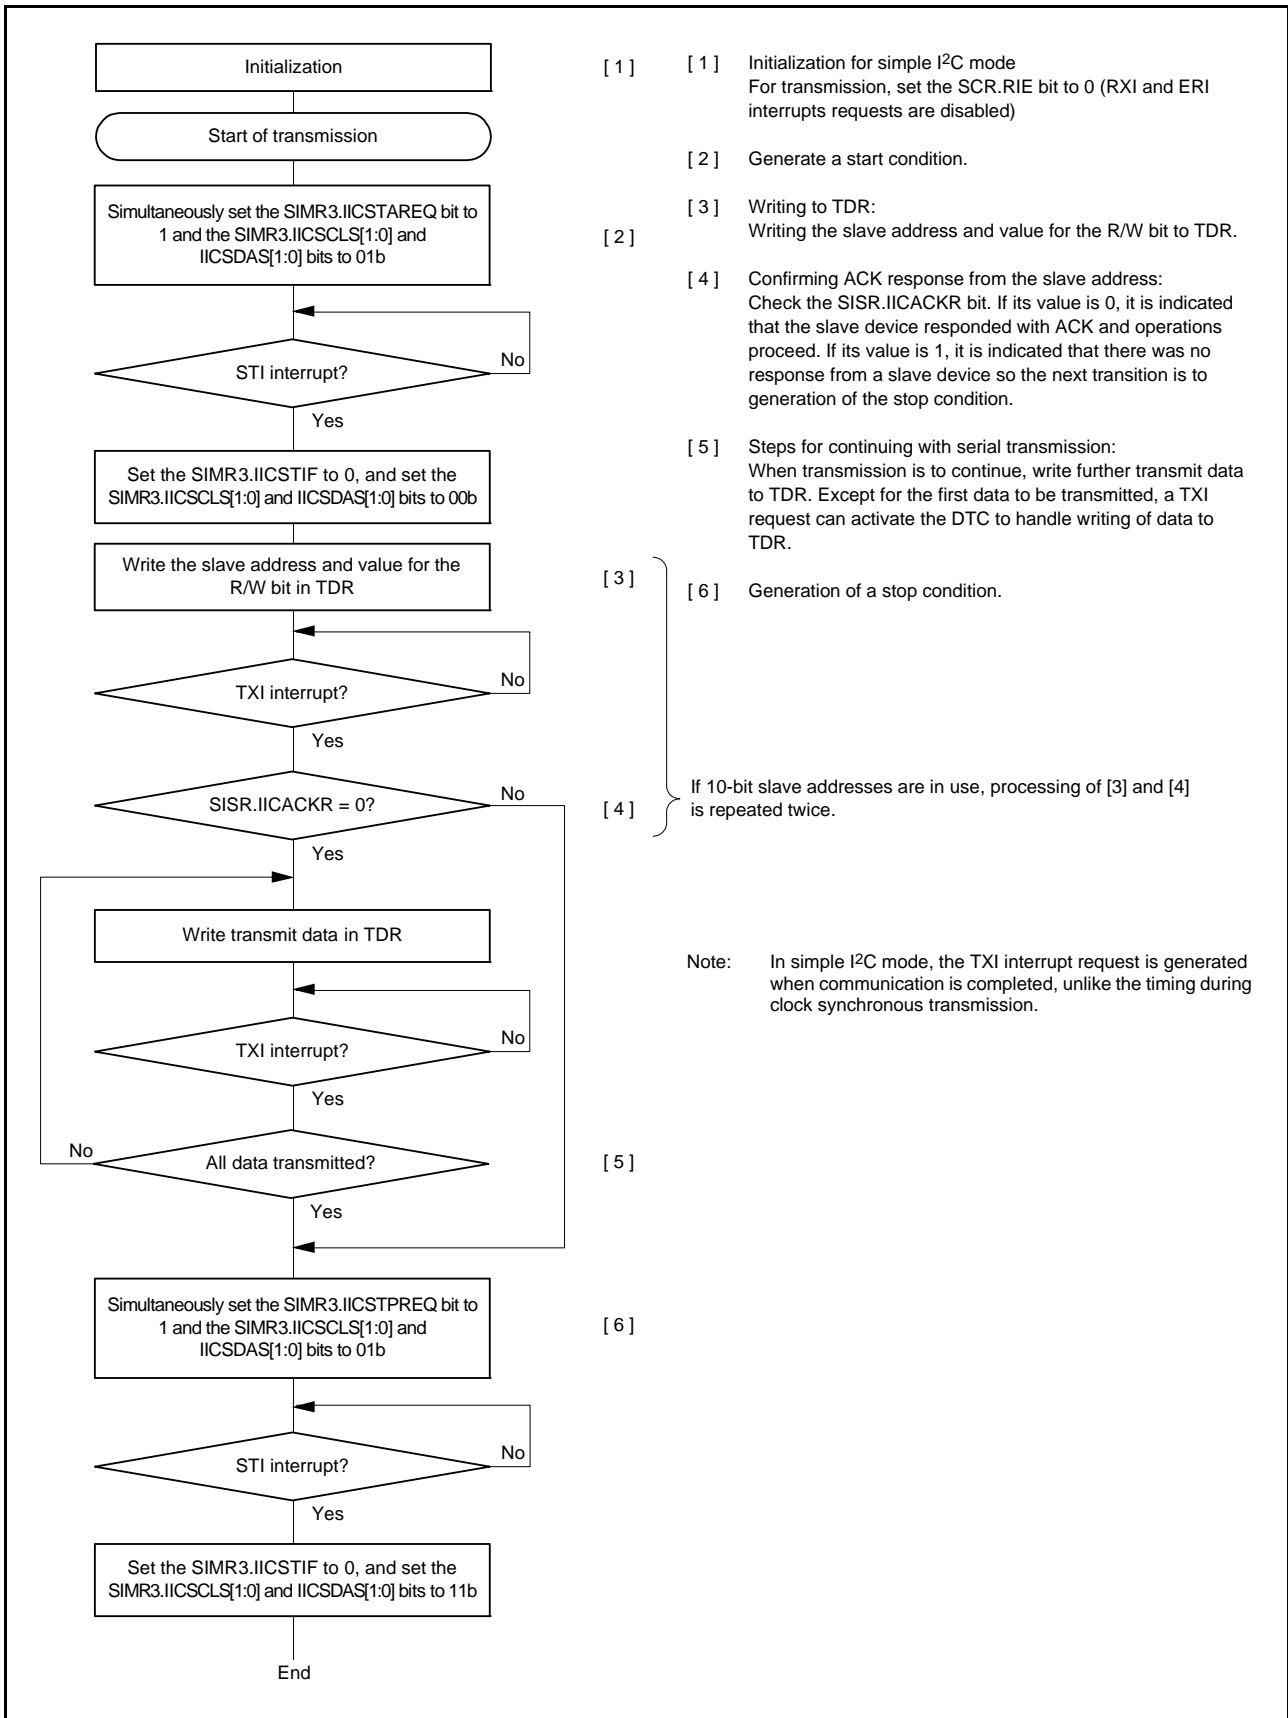 Initialization
[ 1 ]
Start of transmission
Simultaneously set the SIMR3.IICSTAREQ bit to
1 and the SIMR3.IICSCLS[1:0] and
IICSDAS[1:0] bits to 01b
[ 2 ]
STI interrupt?
No
Yes
Set the SIMR3.IICSTIF to 0, and set the
SIMR3.IICSCLS[1:0] and IICSDAS[1:0] bits to 00b
Write the slave address and value for the
R/W bit in TDR
[ 3 ]
TXI interrupt?
No
Yes
SISR.IICACKR = 0?
No
[ 4 ]
Yes
Write transmit data in TDR
TXI interrupt?
No
Yes
No
All data transmitted?
[ 5 ]
Yes
Simultaneously set the SIMR3.IICSTPREQ bit to
1 and the SIMR3.IICSCLS[1:0] and
IICSDAS[1:0] bits to 01b
[ 6 ]
STI interrupt?
No
Yes
Set the SIMR3.IICSTIF to 0, and set the
SIMR3.IICSCLS[1:0] and IICSDAS[1:0] bits to 11b
End
[ 1 ] Initialization for simple I2C mode
For transmission, set the SCR.RIE bit to 0 (RXI and ERI
interrupts requests are disabled)
[ 2 ] Generate a start condition.
[ 3 ] Writing to TDR:
Writing the slave address and value for the R/W bit to TDR.
[ 4 ] Confirming ACK response from the slave address:
Check the SISR.IICACKR bit. If its value is 0, it is indicated
that the slave device responded with ACK and operations
proceed. If its value is 1, it is indicated that there was no
response from a slave device so the next transition is to
generation of the stop condition.
[ 5 ] Steps for continuing with serial transmission:
When transmission is to continue, write further transmit data
to TDR. Except for the first data to be transmitted, a TXI
request can activate the DTC to handle writing of data to
TDR.
[ 6 ] Generation of a stop condition.
If 10-bit slave addresses are in use, processing of [3] and [4]
is repeated twice.
Note: In simple I2C mode, the TXI interrupt request is generated
when communication is completed, unlike the timing during
clock synchronous transmission.